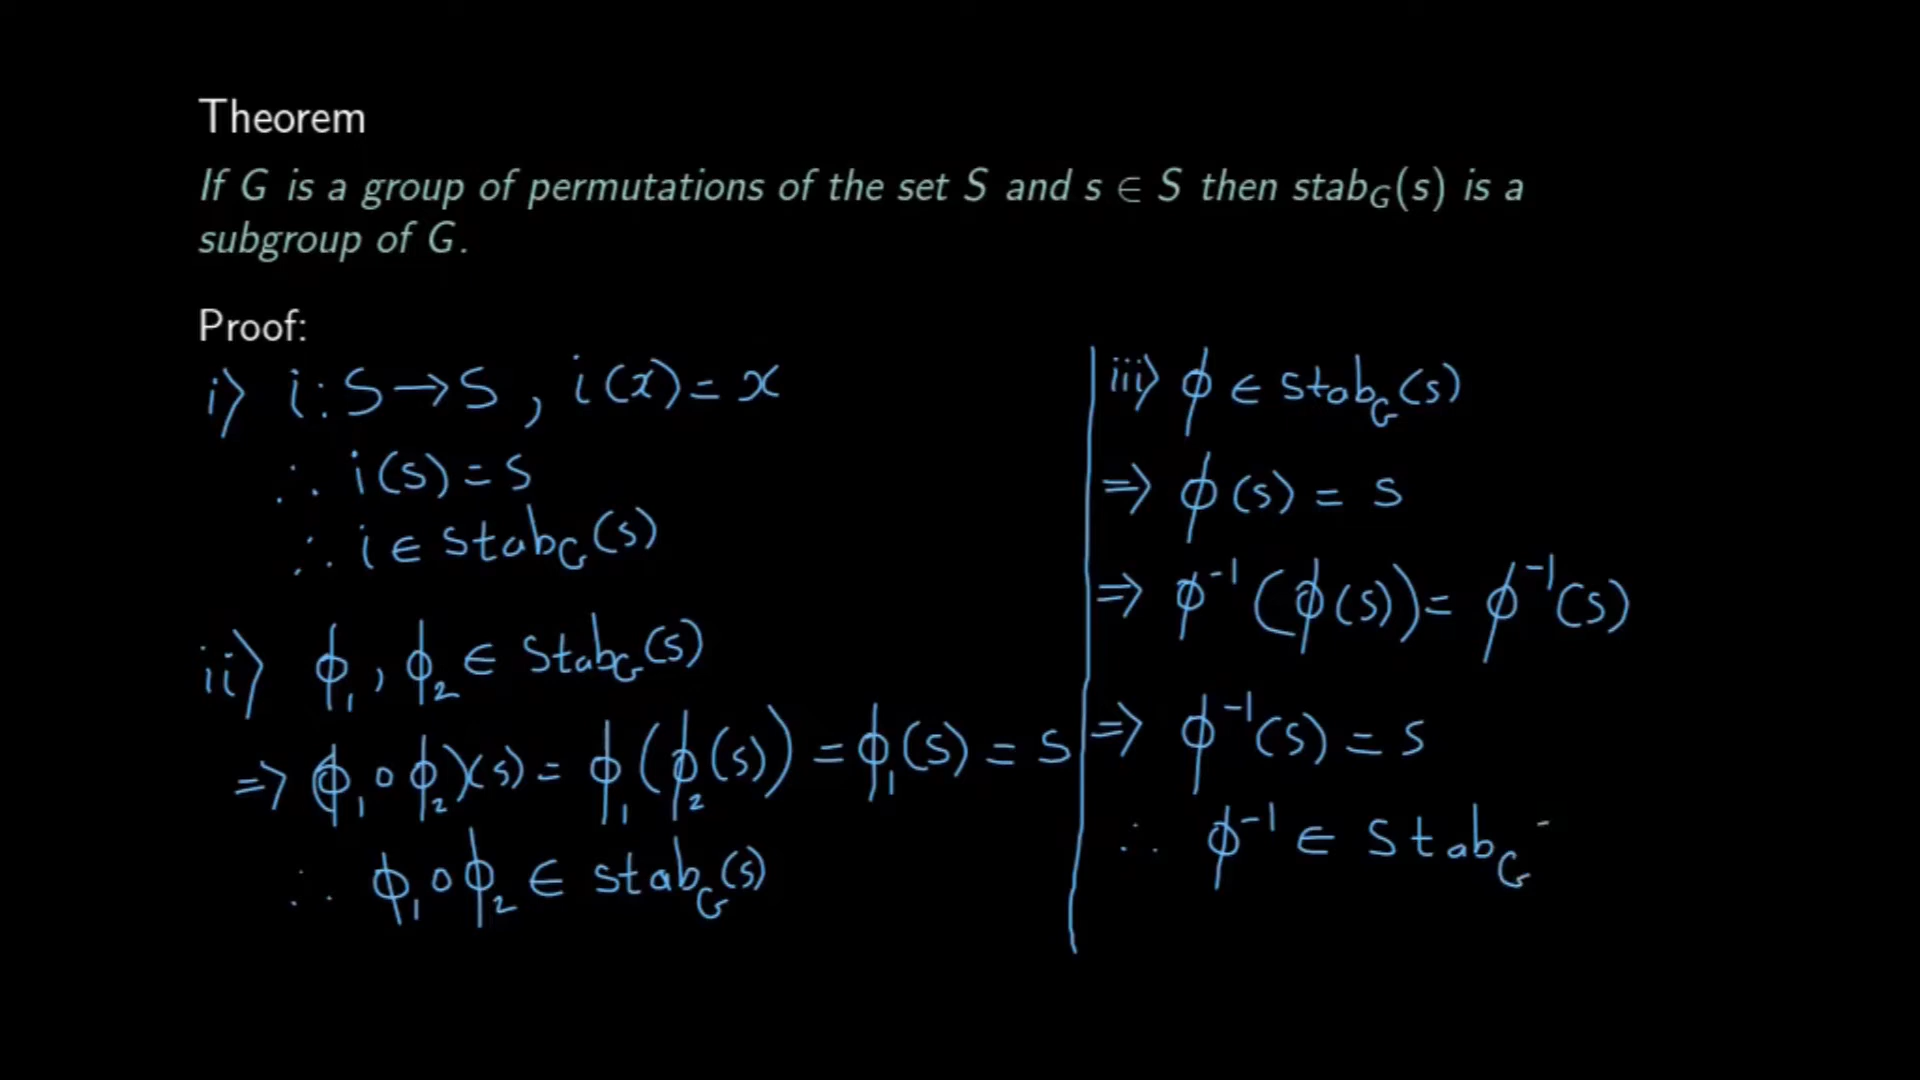 Theorem
If G is a group of permutations of the set S and s ∈ S then stab_G(s) is a
subgroup of G.
Proof:
i) i : S → S , i(x) = x
∴ i(s) = s
∴ i ∈ stab_G(s)
ii) ϕ₁, ϕ₂ ∈ Stab_G(s)
=> (ϕ₁ ∘ ϕ₂)(s) = ϕ₁(ϕ₂(s)) = ϕ₁(s) = s
∴ ϕ₁ ∘ ϕ₂ ∈ stab_G(s)
iii) ϕ ∈ Stab_G(s)
=> ϕ(s) = s
=> ϕ⁻¹(ϕ(s)) = ϕ⁻¹(s)
=> ϕ⁻¹(s) = s
∴ ϕ⁻¹ ∈ Stab_G